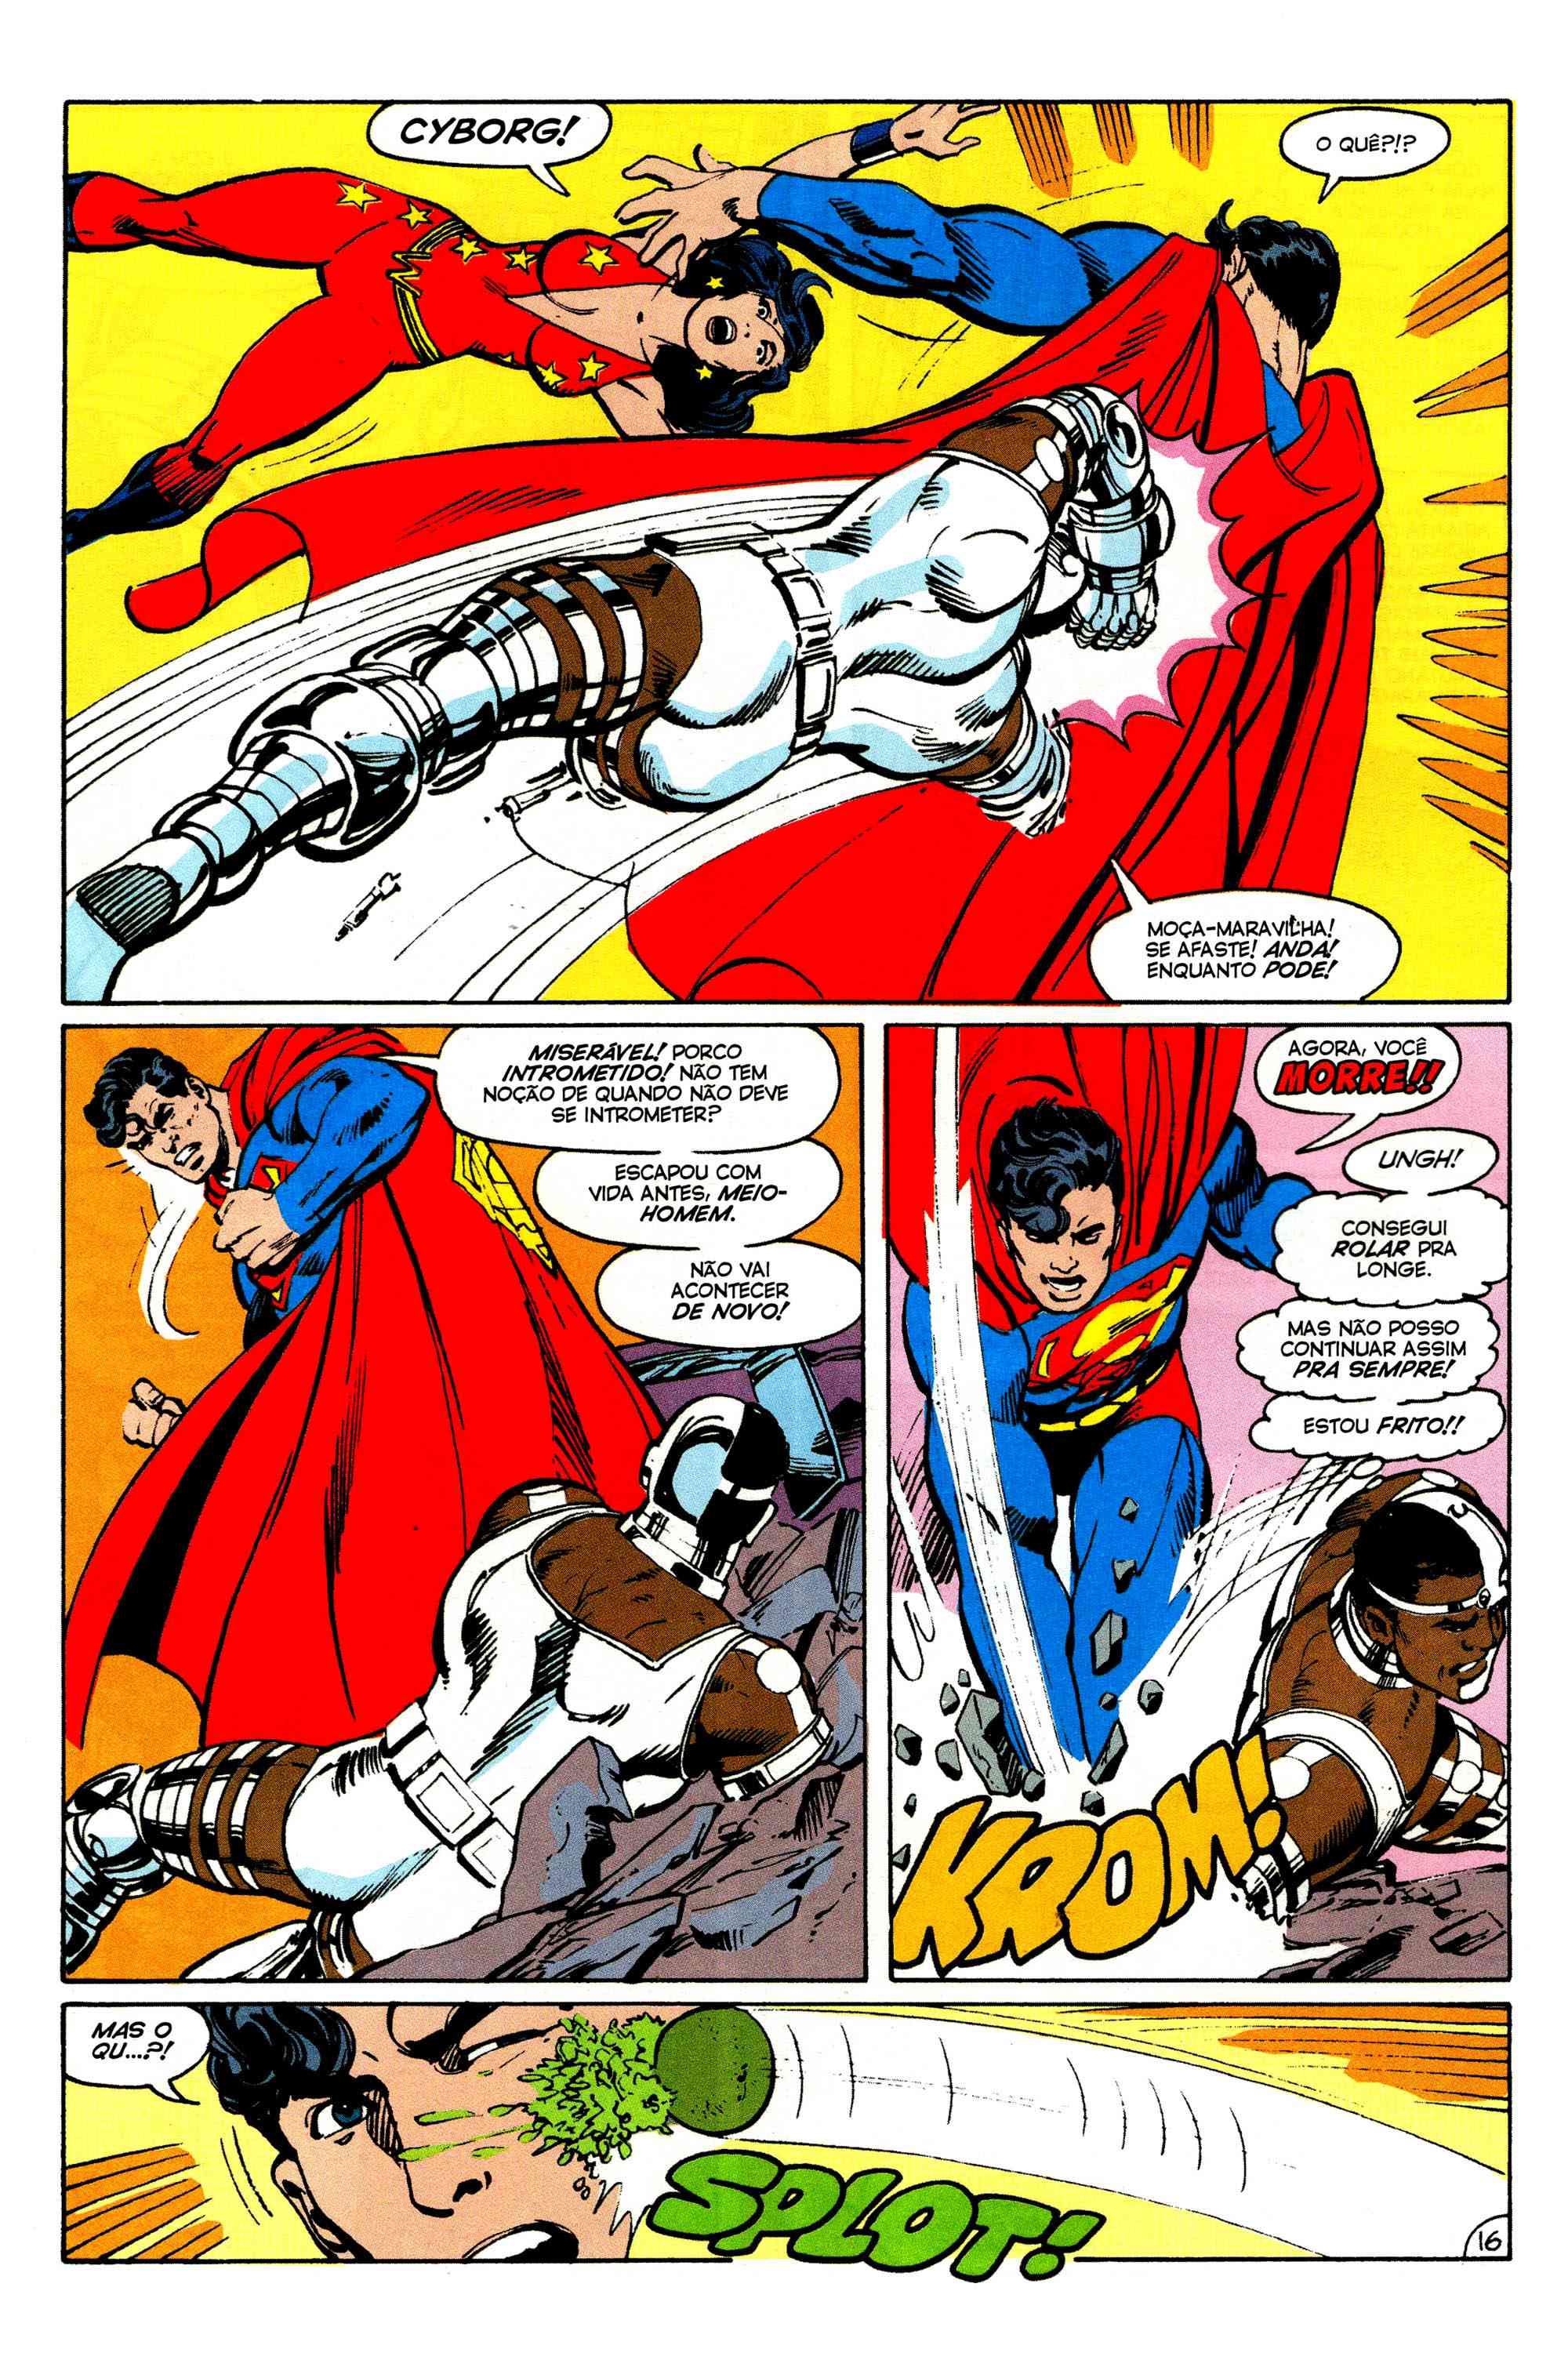 CYBORG!
O QUÊ?!?
MOÇA-MARAVILHA!
SE AFASTE! ANDA!
ENQUANTO PODE!
MISERÁVEL! PORCO
INTROMETIDO! NÃO TEM
NOÇÃO DE QUANDO NÃO DEVE
SE INTROMETER?
ESCAPOU COM
VIDA ANTES, MEIO-
HOMEM.
NÃO VAI
ACONTECER
DE NOVO!
AGORA, VOCÊ
MORRE!!
UNGH!
CONSEGUI
ROLAR PRA
LONGE.
MAS NÃO POSSO
CONTINUAR ASSIM
PRA SEMPRE!
ESTOU FRITO!!
KROM!
MAS O
QU...?!
SPLOT!
16